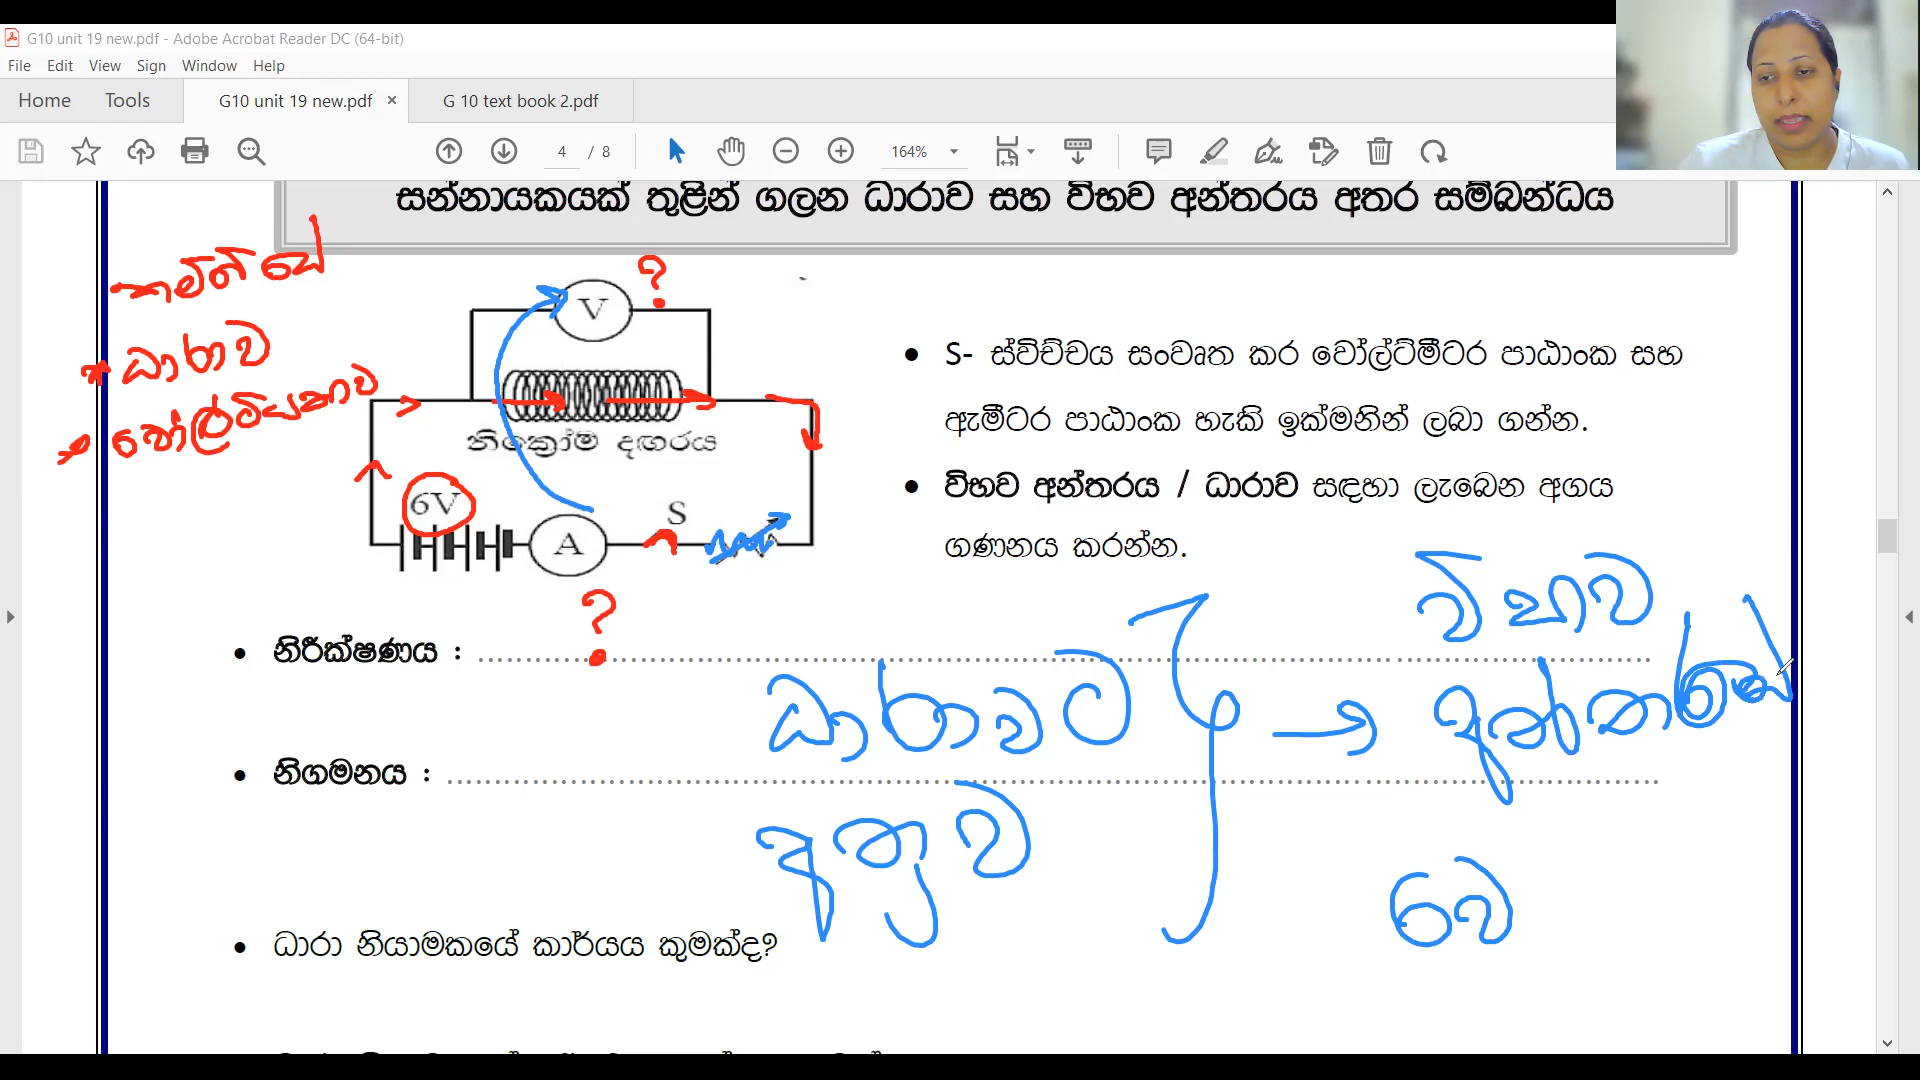 G10 unit 19 new.pdf - Adobe Acrobat Reader DC (64-bit)
File Edit View Sign Window Help
Home Tools G10 unit 19 new.pdf × G 10 text book 2.pdf
4 / 8 164%
සන්නායකයක් තුළින් ගලන ධාරාව සහ විභව අන්තරය අතර සම්බන්ධය
ධාරාව
V
?
නික්‍රෝම් දඟරය
6V
S
A
?
• S- ස්විච්චය සංවෘත කර වෝල්ට්මීටර පාඨාංක සහ
ඇමීටර පාඨාංක හැකි ඉක්මනින් ලබා ගන්න.
• විභව අන්තරය / ධාරාව සඳහා ලැබෙන අගය
ගණනය කරන්න.
• නිරීක්ෂණය :
• නිගමනය :
ධාරාවට
අනුව
විභව
• ධාරා නියාමකයේ කාර්යය කුමක්ද?